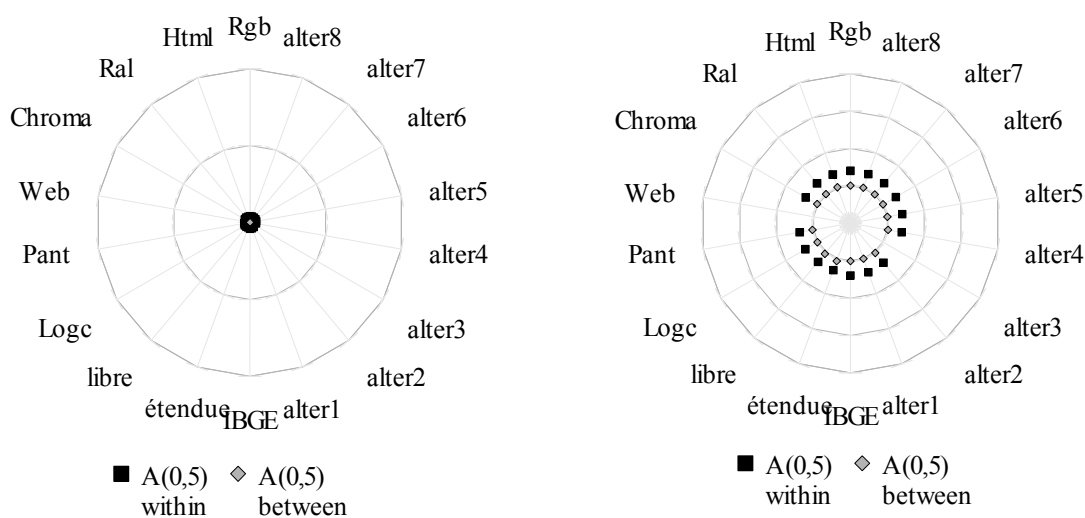 Rgb
Html
alter8
Ral
alter7
Chroma
alter6
Web
alter5
Pant
alter4
Logc
alter3
libre
alter2
étendue
IBGE
alter1
A(0,5) within
A(0,5) between
Rgb
Html
alter8
Ral
alter7
Chroma
alter6
Web
alter5
Pant
alter4
Logc
alter3
libre
alter2
étendue
IBGE
alter1
A(0,5) within
A(0,5) between